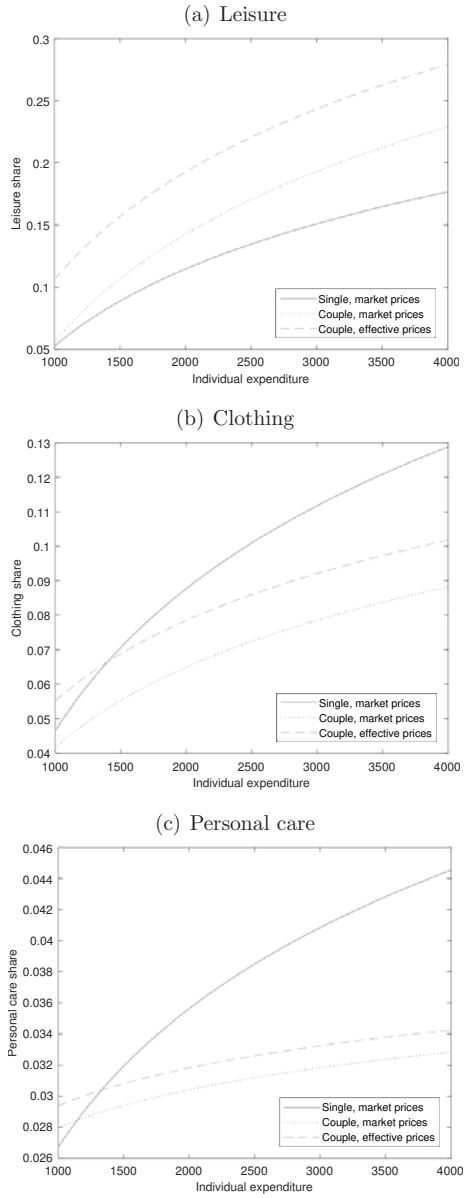 (a) Leisure
0.3
0.25
0.2
0.15
0.1
0.05
Leisure share
Single, market prices
Couple, market prices
Couple, effective prices
1000 1500 2000 2500 3000 3500 4000
Individual expenditure
(b) Clothing
0.13
0.12
0.11
0.1
0.09
0.08
0.07
0.06
0.05
0.04
Clothing share
Single, market prices
Couple, market prices
Couple, effective prices
1000 1500 2000 2500 3000 3500 4000
Individual expenditure
(c) Personal care
0.046
0.044
0.042
0.04
0.038
0.036
0.034
0.032
0.03
0.028
0.026
Personal care share
Single, market prices
Couple, market prices
Couple, effective prices
1000 1500 2000 2500 3000 3500 4000
Individual expenditure